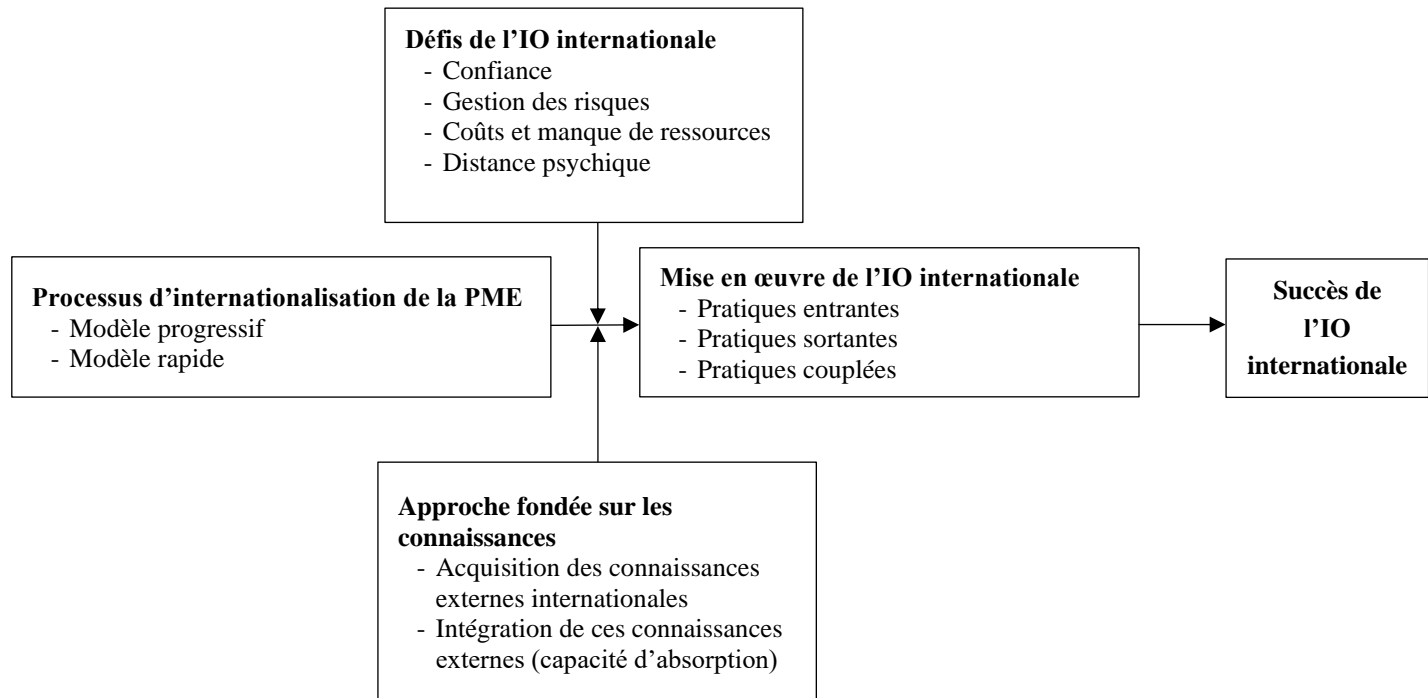 Défis de l’IO internationale
- Confiance
- Gestion des risques
- Coûts et manque de ressources
- Distance psychique
Processus d’internationalisation de la PME
- Modèle progressif
- Modèle rapide
Mise en œuvre de l’IO internationale
- Pratiques entrantes
- Pratiques sortantes
- Pratiques couplées
Succès de
l’IO
internationale
Approche fondée sur les
connaissances
- Acquisition des connaissances
externes internationales
- Intégration de ces connaissances
externes (capacité d’absorption)